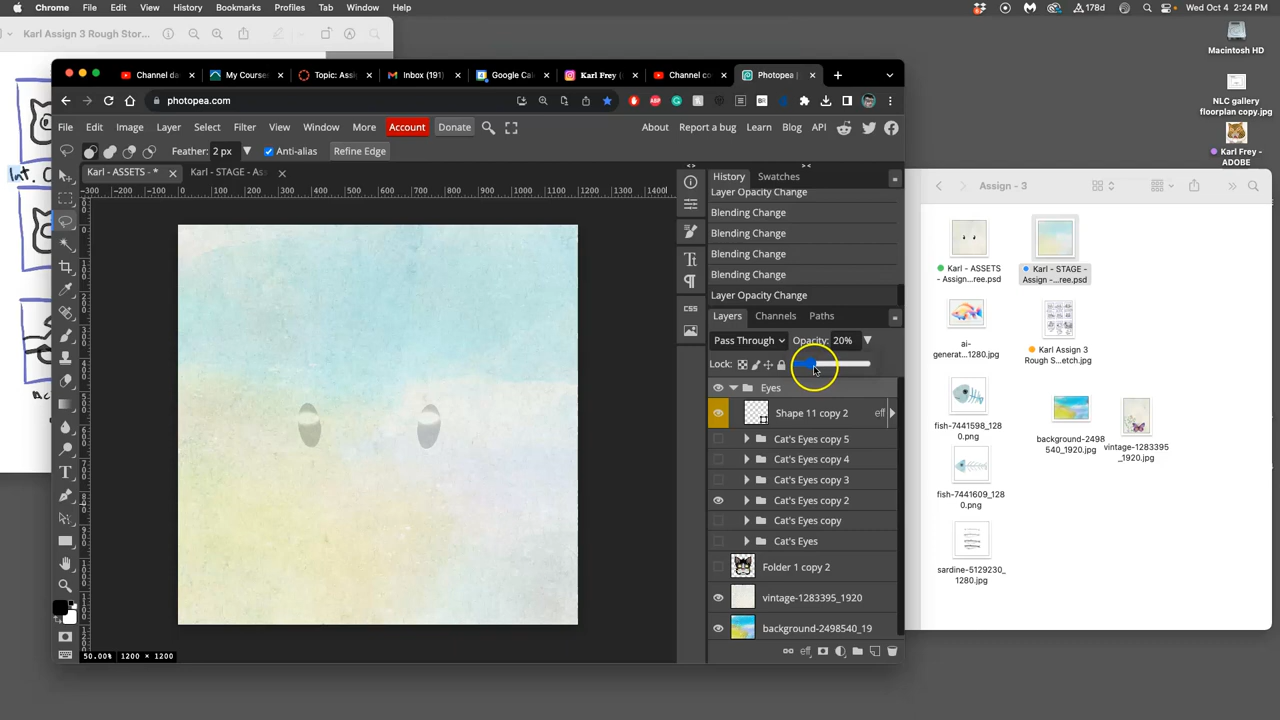 Chrome File Edit View History Bookmarks Profiles Tab Window Help 178d Wed Oct 4 2:24 PM
Karl Assign 3 Rough Stor...
Channel da My Course Topic: Assi Inbox (191) Google Cal Karl Frey ( Channel co Photopea |
photopea.com
File Edit Image Layer Select Filter View Window More Account Donate About Report a bug Learn Blog API
Feather: 2 px Anti-alias Refine Edge
Karl - ASSETS - * Karl - STAGE - Ass
Int. C
History Swatches
Layer Opacity Change
Blending Change
Blending Change
Blending Change
Blending Change
Layer Opacity Change
Layers Channels Paths
Pass Through Opacity: 20%
Lock:
Eyes
Shape 11 copy 2 eff
Cat's Eyes copy 5
Cat's Eyes copy 4
Cat's Eyes copy 3
Cat's Eyes copy 2
Cat's Eyes copy
Cat's Eyes
Folder 1 copy 2
vintage-1283395_1920
background-2498540_19
CSS
eff
50.00% 1200 × 1200
Macintosh HD
NLC gallery
floorplan copy.jpg
Karl Frey -
ADOBE
Assign - 3
Karl - ASSETS
- Assign...ree.psd
Karl - STAGE -
Assign -...ree.psd
ai-
generat...1280.jpg
Karl Assign 3
Rough S...etch.jpg
fish-7441598_128
0.png
background-2498
540_1920.jpg
vintage-1283395
_1920.jpg
fish-7441609_128
0.png
sardine-5129230_
1280.jpg